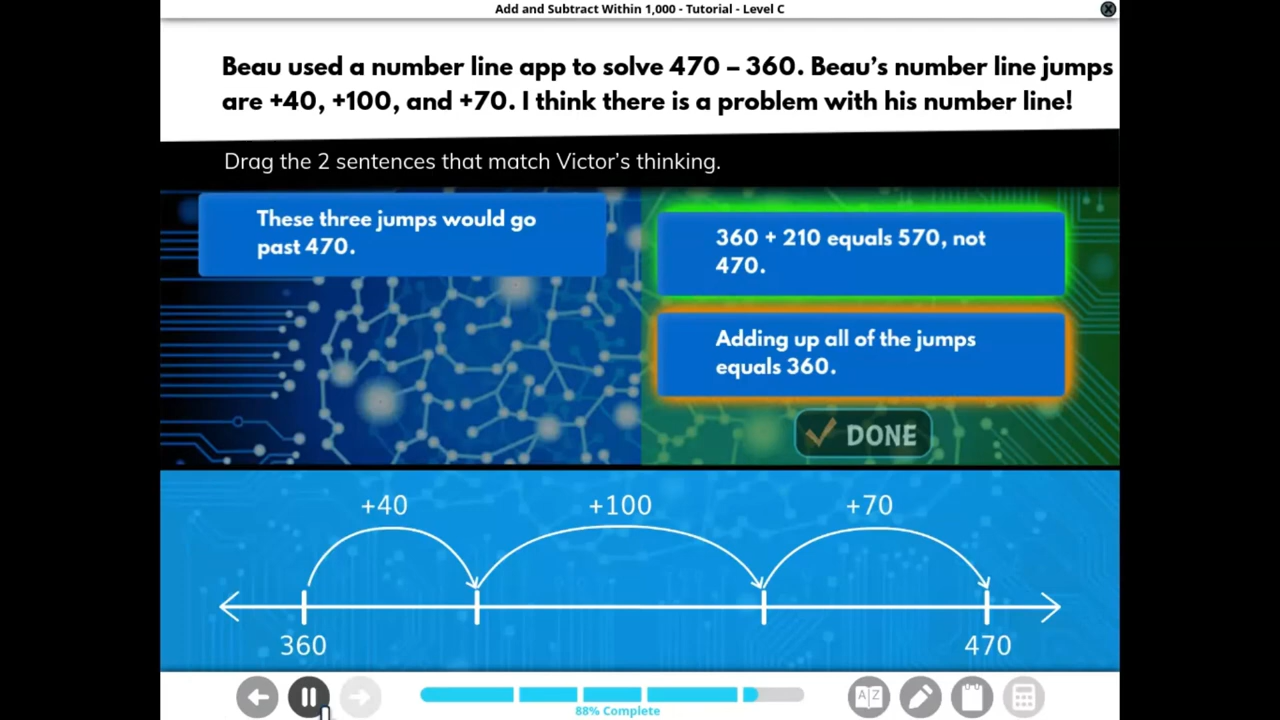 Add and Subtract Within 1,000 - Tutorial - Level C
Beau used a number line app to solve 470 – 360. Beau’s number line jumps
are +40, +100, and +70. I think there is a problem with his number line!
Drag the 2 sentences that match Victor’s thinking.
These three jumps would go
past 470.
360 + 210 equals 570, not
470.
Adding up all of the jumps
equals 360.
DONE
+40
+100
+70
360
470
88% Complete
A Z